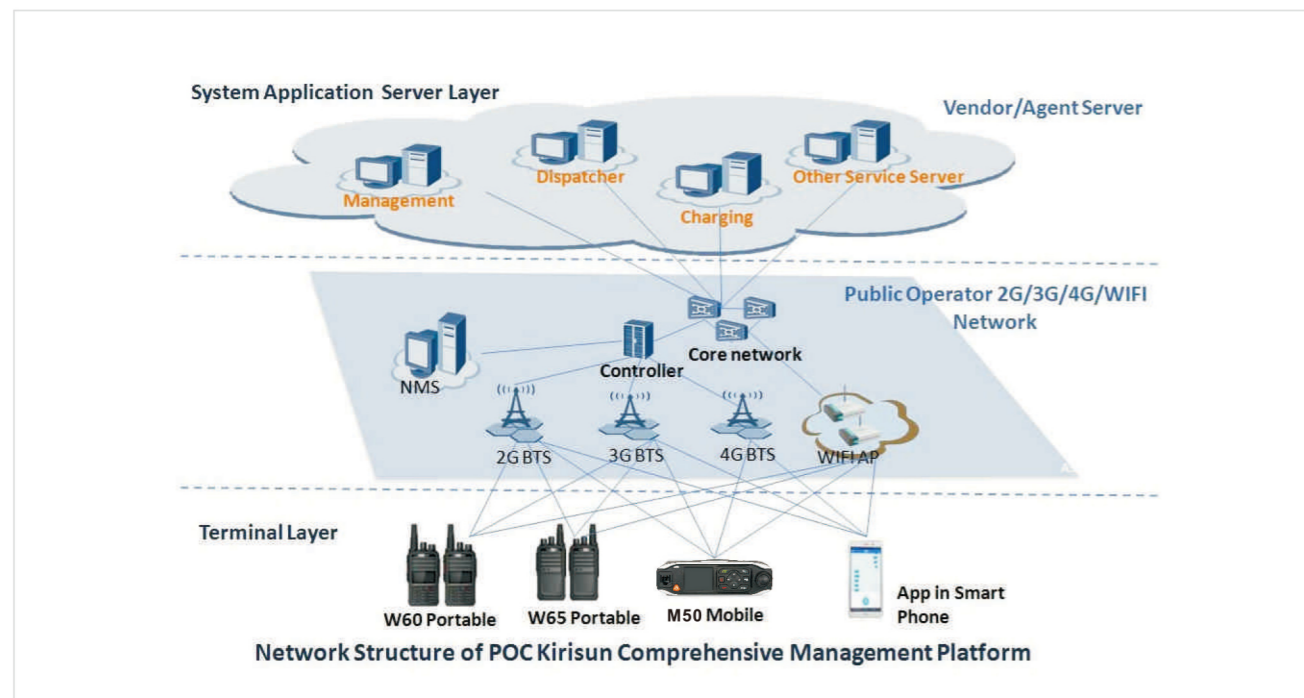 System Application Server Layer
Vendor/Agent Server
Dispatcher
Other Service Server
Management
Charging
Public Operator 2G/3G/4G/WIFI
Network
Core network
Controller
NMS
2G BTS
3G BTS
4G BTS
WIFI AP
Terminal Layer
App in Smart
Phone
W60 Portable
W65 Portable
M50 Mobile
Network Structure of POC Kirisun Comprehensive Management Platform